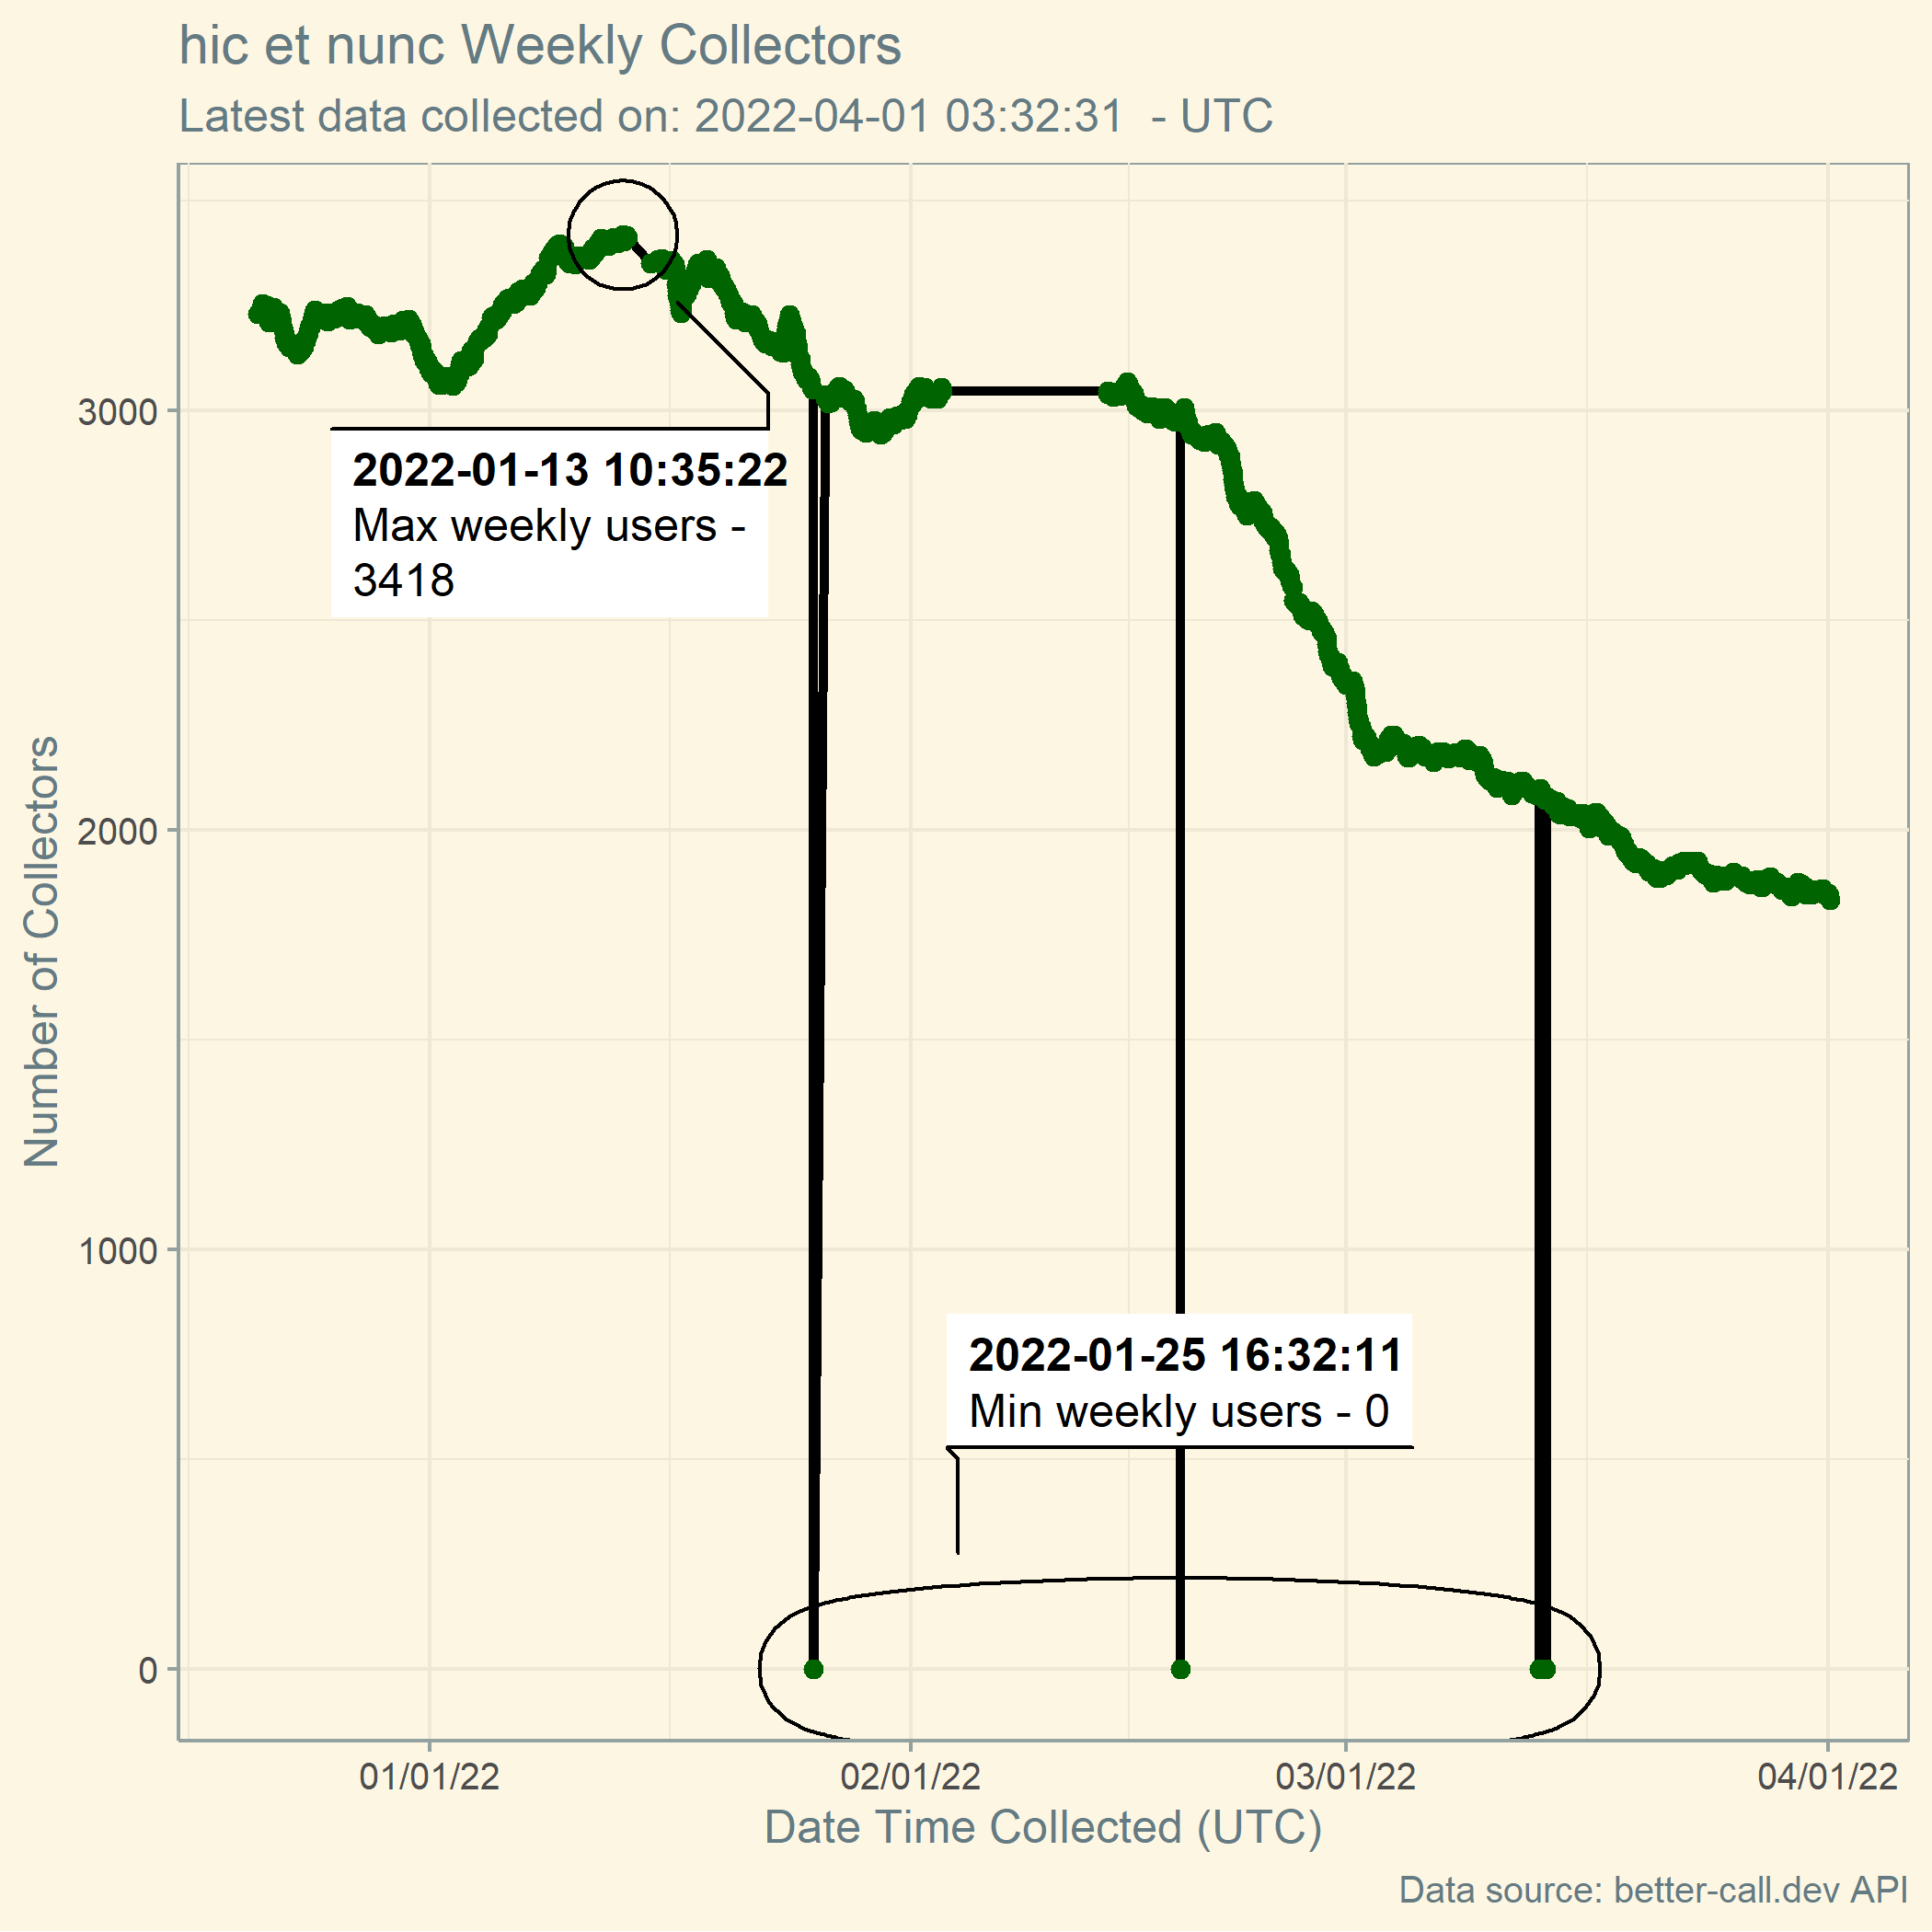 hic et nunc Weekly Collectors
Latest data collected on: 2022-04-01 03:32:31  - UTC
Number of Collectors
3000
2000
1000
0
2022-01-13 10:35:22
Max weekly users -
3418
2022-01-25 16:32:11
Min weekly users - 0
01/01/22
02/01/22
03/01/22
04/01/22
Date Time Collected (UTC)
Data source: better-call.dev API